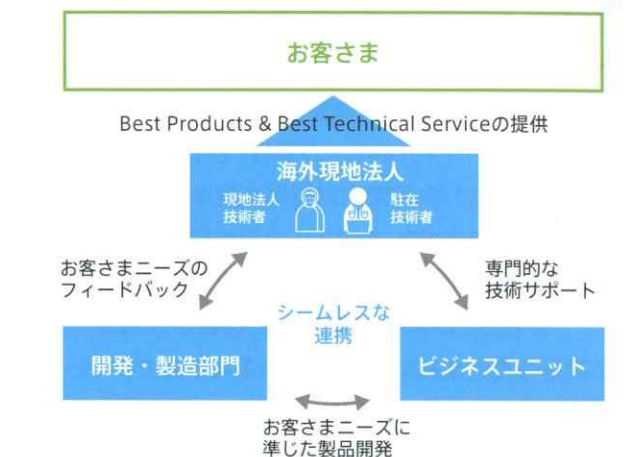 お客さま
Best Products & Best Technical Serviceの提供
海外現地法人
現地法人
技術者
駐在
技術者
お客さまニーズの
フィードバック
専門的な
技術サポート
シームレスな
連携
開発・製造部門
ビジネスユニット
お客さまニーズに
準じた製品開発